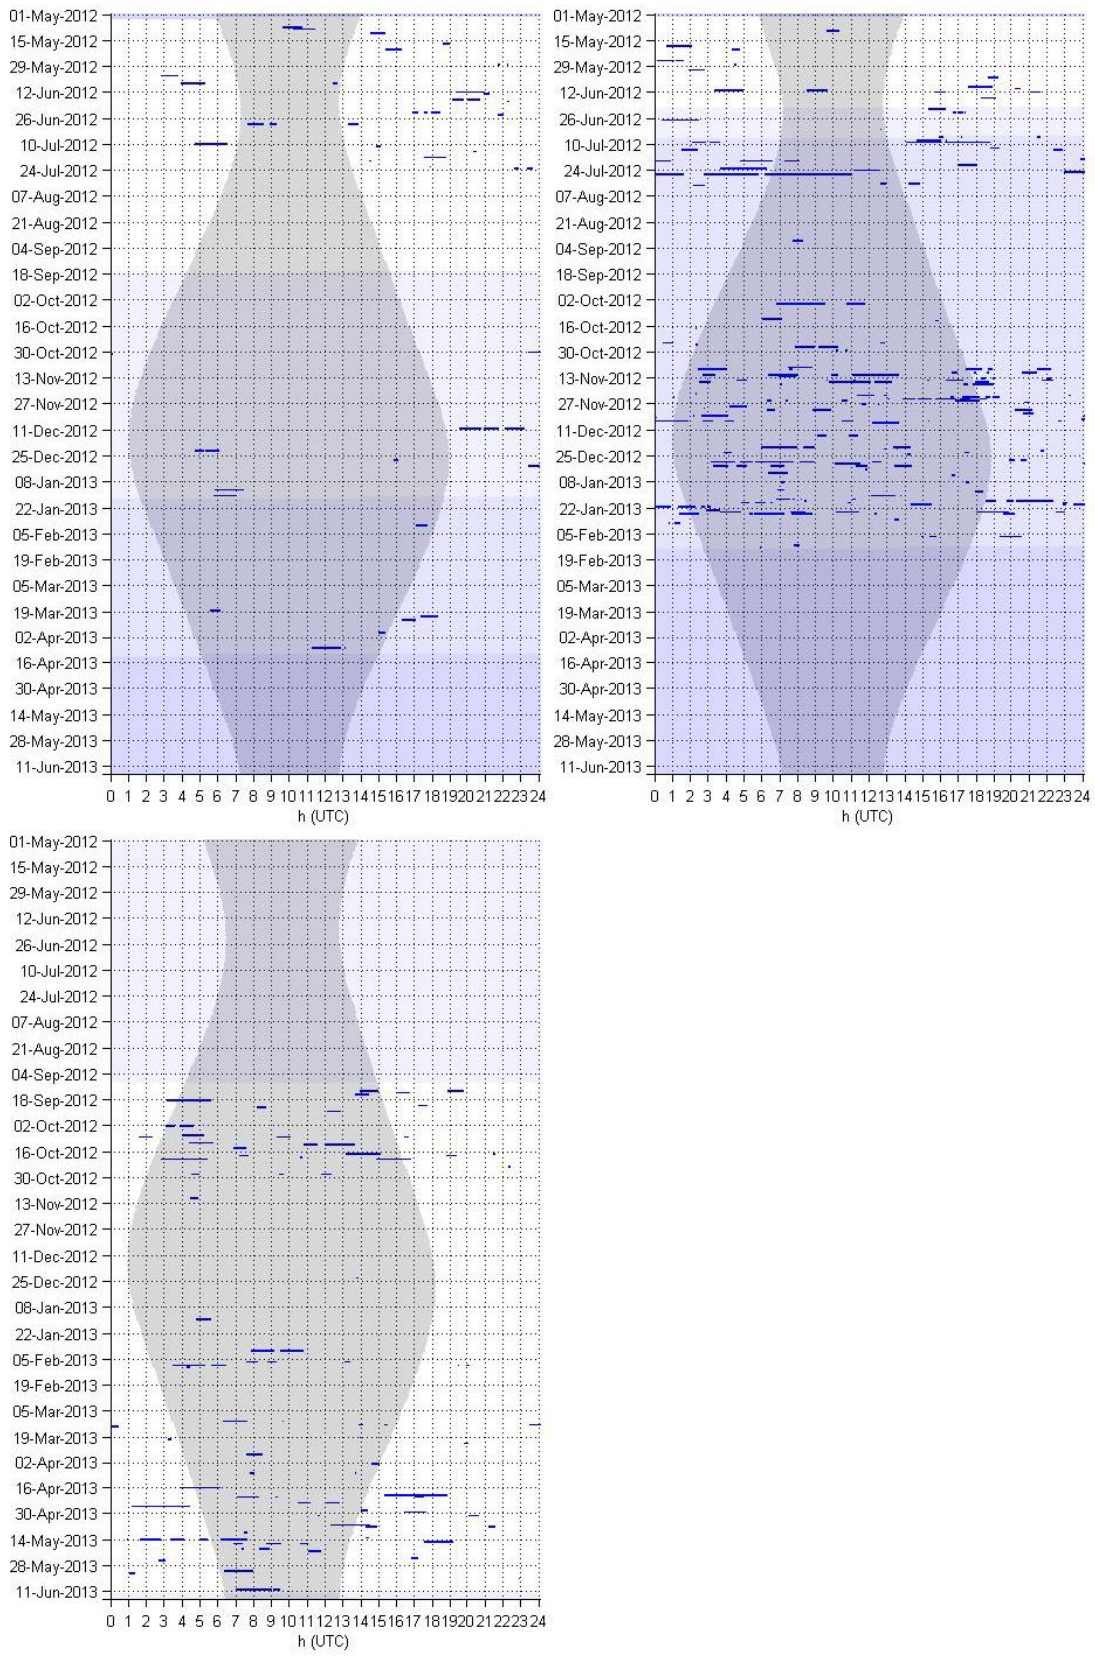 01-May-2012
15-May-2012
29-May-2012
12-Jun-2012
26-Jun-2012
10-Jul-2012
24-Jul-2012
07-Aug-2012
21-Aug-2012
04-Sep-2012
18-Sep-2012
02-Oct-2012
16-Oct-2012
30-Oct-2012
13-Nov-2012
27-Nov-2012
11-Dec-2012
25-Dec-2012
08-Jan-2013
22-Jan-2013
05-Feb-2013
19-Feb-2013
05-Mar-2013
19-Mar-2013
02-Apr-2013
16-Apr-2013
30-Apr-2013
14-May-2013
28-May-2013
11-Jun-2013
0 1 2 3 4 5 6 7 8 9 10 11 12 13 14 15 16 17 18 19 20 21 22 23 24
h (UTC)
01-May-2012
15-May-2012
29-May-2012
12-Jun-2012
26-Jun-2012
10-Jul-2012
24-Jul-2012
07-Aug-2012
21-Aug-2012
04-Sep-2012
18-Sep-2012
02-Oct-2012
16-Oct-2012
30-Oct-2012
13-Nov-2012
27-Nov-2012
11-Dec-2012
25-Dec-2012
08-Jan-2013
22-Jan-2013
05-Feb-2013
19-Feb-2013
05-Mar-2013
19-Mar-2013
02-Apr-2013
16-Apr-2013
30-Apr-2013
14-May-2013
28-May-2013
11-Jun-2013
0 1 2 3 4 5 6 7 8 9 10 11 12 13 14 15 16 17 18 19 20 21 22 23 24
h (UTC)
01-May-2012
15-May-2012
29-May-2012
12-Jun-2012
26-Jun-2012
10-Jul-2012
24-Jul-2012
07-Aug-2012
21-Aug-2012
04-Sep-2012
18-Sep-2012
02-Oct-2012
16-Oct-2012
30-Oct-2012
13-Nov-2012
27-Nov-2012
11-Dec-2012
25-Dec-2012
08-Jan-2013
22-Jan-2013
05-Feb-2013
19-Feb-2013
05-Mar-2013
19-Mar-2013
02-Apr-2013
16-Apr-2013
30-Apr-2013
14-May-2013
28-May-2013
11-Jun-2013
0 1 2 3 4 5 6 7 8 9 10 11 12 13 14 15 16 17 18 19 20 21 22 23 24
h (UTC)